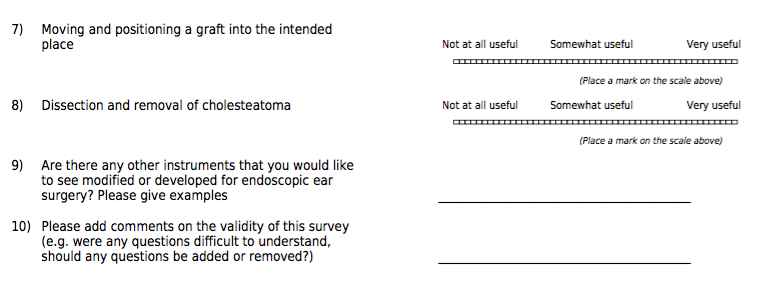 7) Moving and positioning a graft into the intended
place
Not at all useful Somewhat useful Very useful
(Place a mark on the scale above)
8) Dissection and removal of cholesteatoma
Not at all useful Somewhat useful Very useful
(Place a mark on the scale above)
9) Are there any other instruments that you would like
to see modified or developed for endoscopic ear
surgery? Please give examples
10) Please add comments on the validity of this survey
(e.g. were any questions difficult to understand,
should any questions be added or removed?)